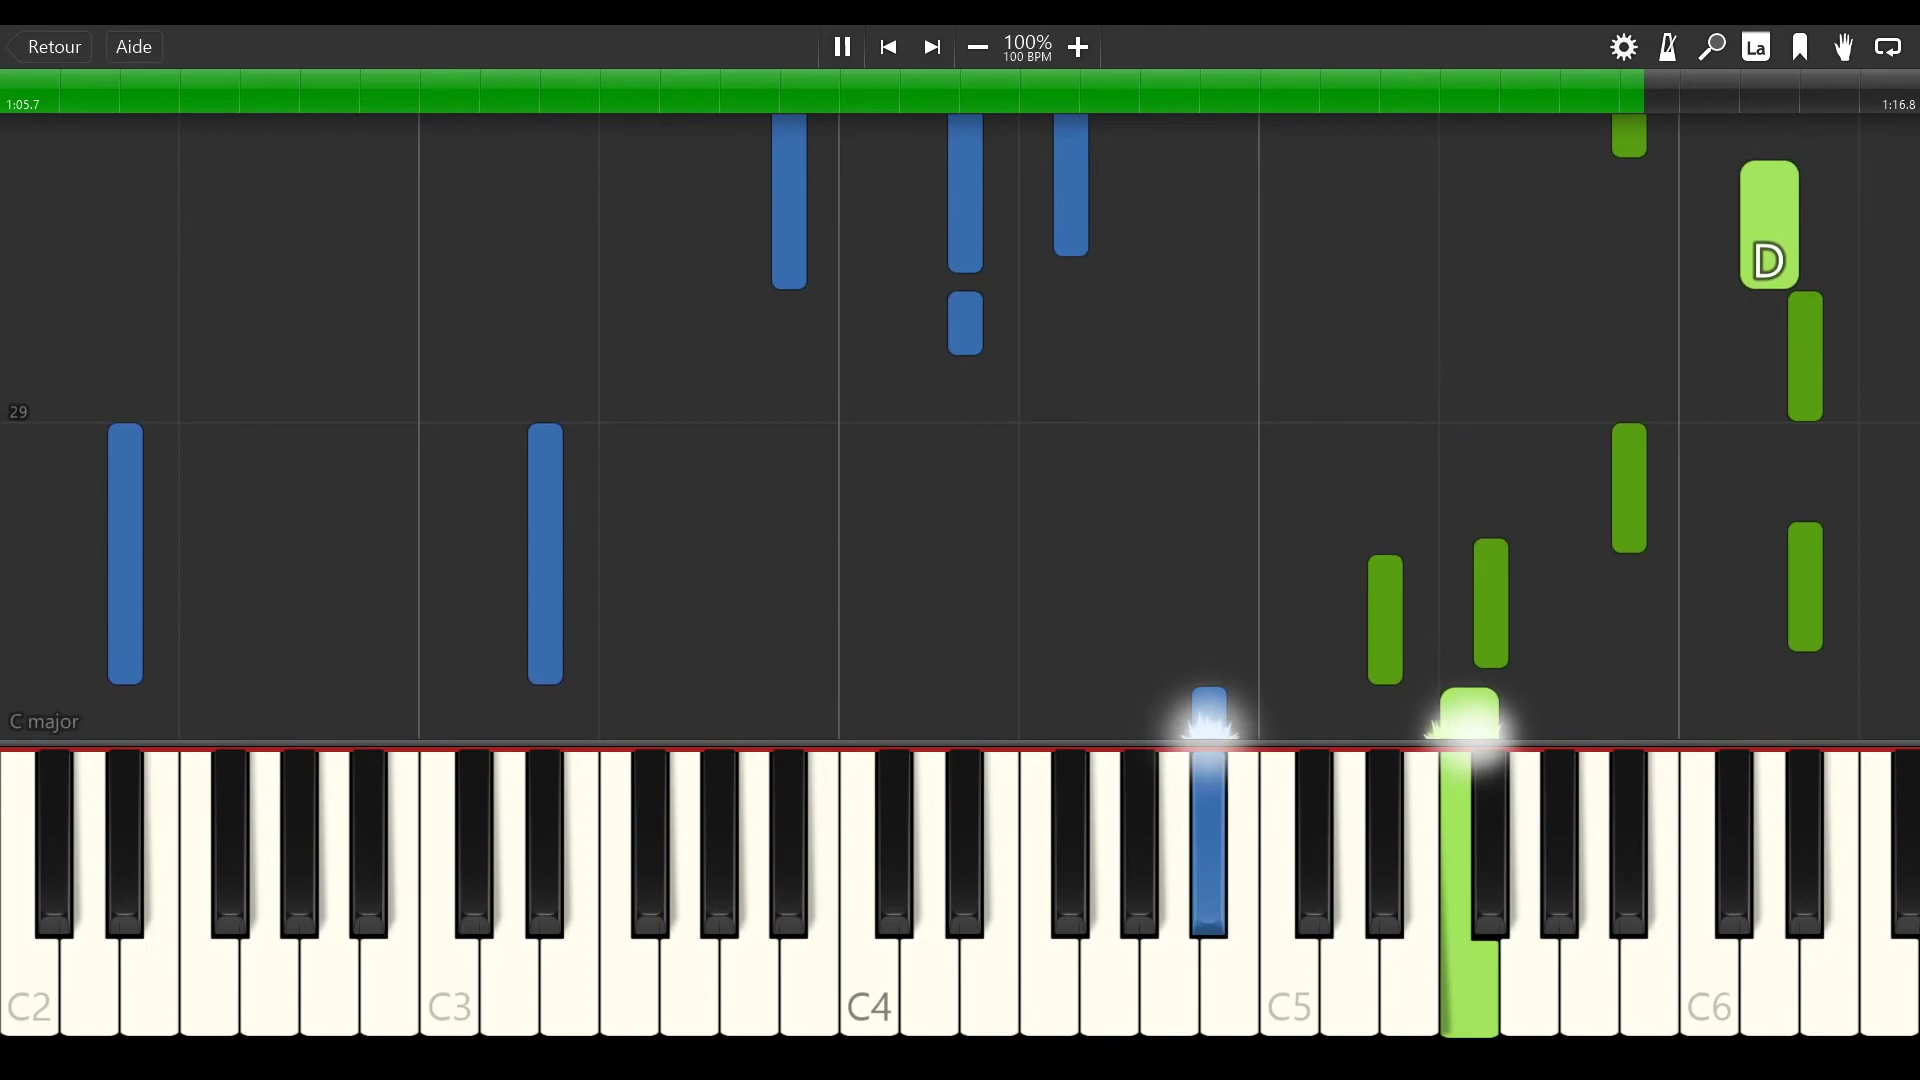 Retour
Aide
100%
100 BPM
La
1:05.7
1:16.8
D
29
C major
C2
C3
C4
C5
C6